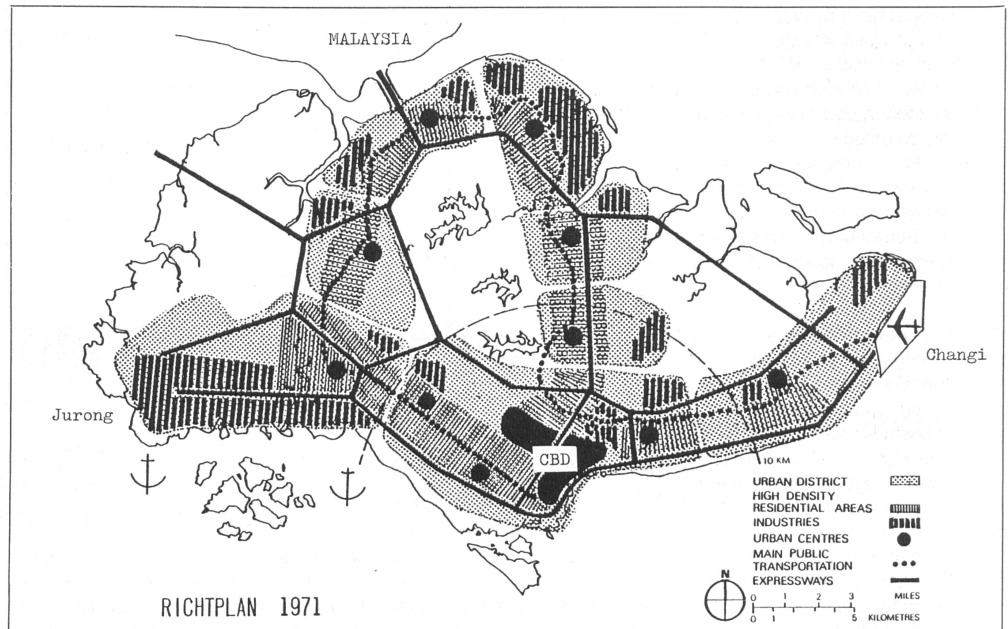 MALAYSIA
Changi
Jurong
CBD
10 KM
URBAN DISTRICT
HIGH DENSITY
RESIDENTIAL AREAS
INDUSTRIES
URBAN CENTRES
MAIN PUBLIC
TRANSPORTATION
EXPRESSWAYS
N
MILES
0 1 2 3
0 1 5
KILOMETRES
RICHTPLAN 1971